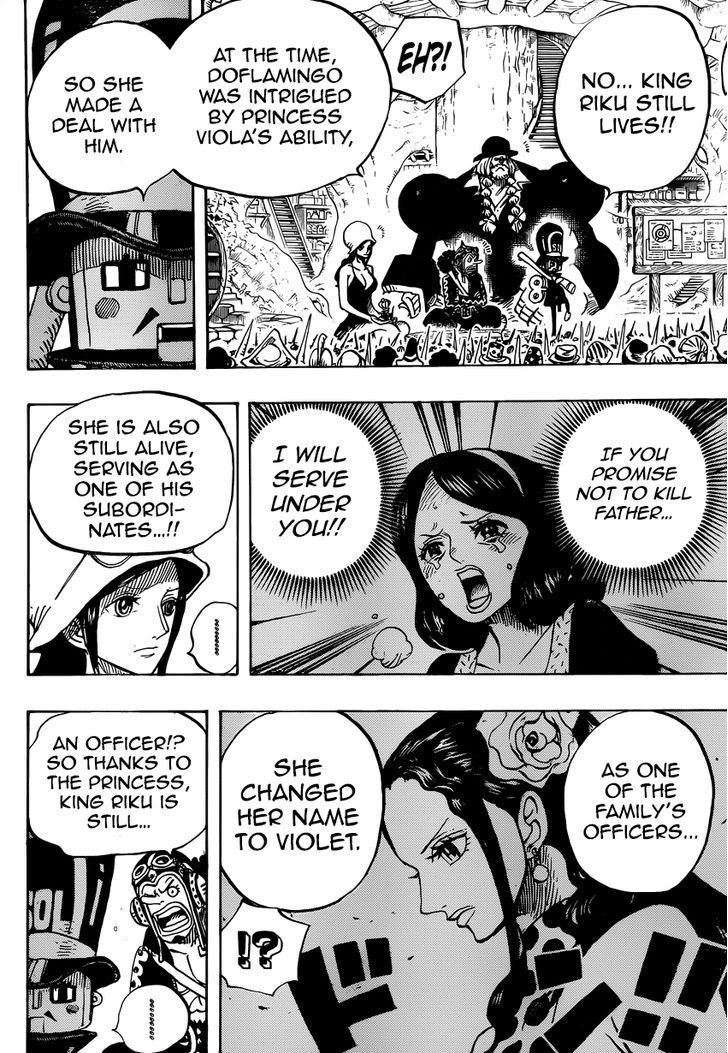 NO... KING
RIKU STILL
LIVES!!
EH?!
AT THE TIME,
DOFLAMINGO
WAS INTRIGUED
BY PRINCESS
VIOLA'S ABILITY,
SO SHE
MADE A
DEAL WITH
HIM.
IF YOU
PROMISE
NOT TO KILL
FATHER...
I WILL
SERVE
UNDER
YOU!!
SHE IS ALSO
STILL ALIVE,
SERVING AS
ONE OF HIS
SUBORDI-
NATES...!!
..........
AS ONE
OF THE
FAMILY'S
OFFICERS...
SHE
CHANGED
HER NAME
TO VIOLET.
!?
ドン
AN OFFICER!?
SO THANKS TO
THE PRINCESS,
KING RIKU IS
STILL...
SOL
..........